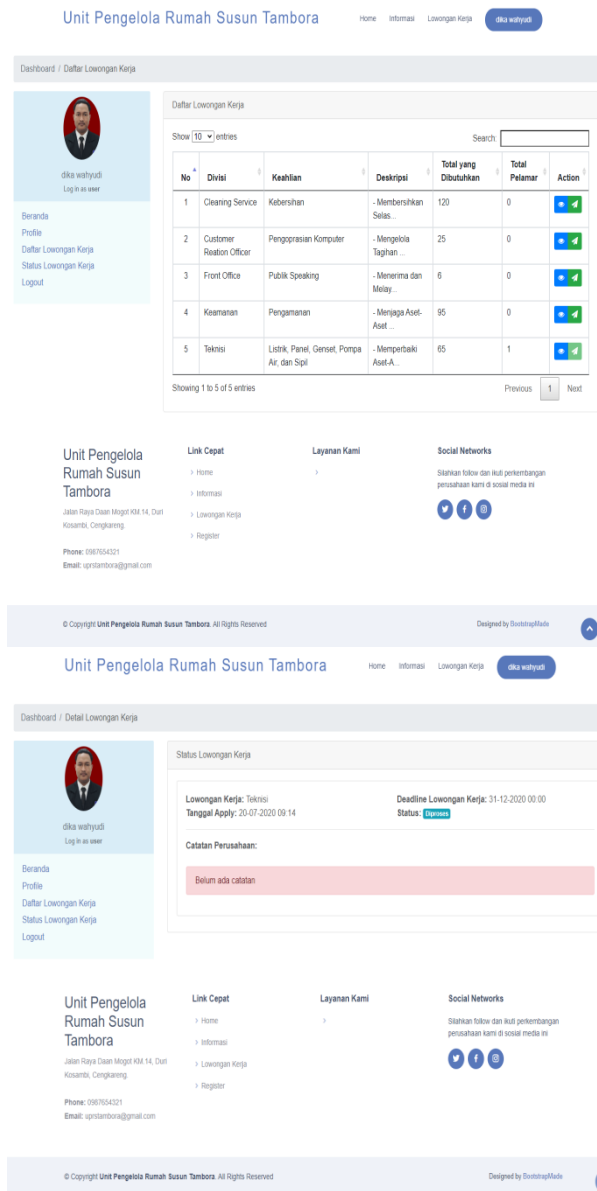 Unit Pengelola Rumah Susun Tambora
Home Informasi Lowongan Kerja dika wahyudi
Dashboard / Daftar Lowongan Kerja
dika wahyudi
Log in as user
Beranda
Profile
Daftar Lowongan Kerja
Status Lowongan Kerja
Logout
Daftar Lowongan Kerja
Show 10 entries Search:
No Divisi Keahlian Deskripsi Total yang Dibutuhkan Total Pelamar Action
1 Cleaning Service Kebersihan - Membersihkan Selas... 120 0
2 Customer Reation Officer Pengoprasian Komputer - Mengelola Tagihan ... 25 0
3 Front Office Publik Speaking - Menerima dan Melay... 6 0
4 Keamanan Pengamanan - Menjaga Aset-Aset ... 95 0
5 Teknisi Listrik, Panel, Genset, Pompa Air, dan Sipil - Memperbaiki Aset-A... 65 1
Showing 1 to 5 of 5 entries Previous 1 Next
Unit Pengelola
Rumah Susun
Tambora
Jalan Raya Daan Mogot KM.14, Duri
Kosambi, Cengkareng.
Phone: 0987654321
Email: uprstambora@gmail.com
Link Cepat
> Home
> Informasi
> Lowongan Kerja
> Register
Layanan Kami
>
Social Networks
Silahkan follow dan ikuti perkembangan
perusahaan kami di sosial media ini
© Copyright Unit Pengelola Rumah Susun Tambora. All Rights Reserved
Designed by BootstrapMade
Unit Pengelola Rumah Susun Tambora
Home Informasi Lowongan Kerja dika wahyudi
Dashboard / Detail Lowongan Kerja
dika wahyudi
Log in as user
Beranda
Profile
Daftar Lowongan Kerja
Status Lowongan Kerja
Logout
Status Lowongan Kerja
Lowongan Kerja: Teknisi
Tanggal Apply: 20-07-2020 09:14
Deadline Lowongan Kerja: 31-12-2020 00:00
Status: Diproses
Catatan Perusahaan:
Belum ada catatan
Unit Pengelola
Rumah Susun
Tambora
Jalan Raya Daan Mogot KM.14, Duri
Kosambi, Cengkareng.
Phone: 0987654321
Email: uprstambora@gmail.com
Link Cepat
> Home
> Informasi
> Lowongan Kerja
> Register
Layanan Kami
>
Social Networks
Silahkan follow dan ikuti perkembangan
perusahaan kami di sosial media ini
© Copyright Unit Pengelola Rumah Susun Tambora. All Rights Reserved
Designed by BootstrapMade